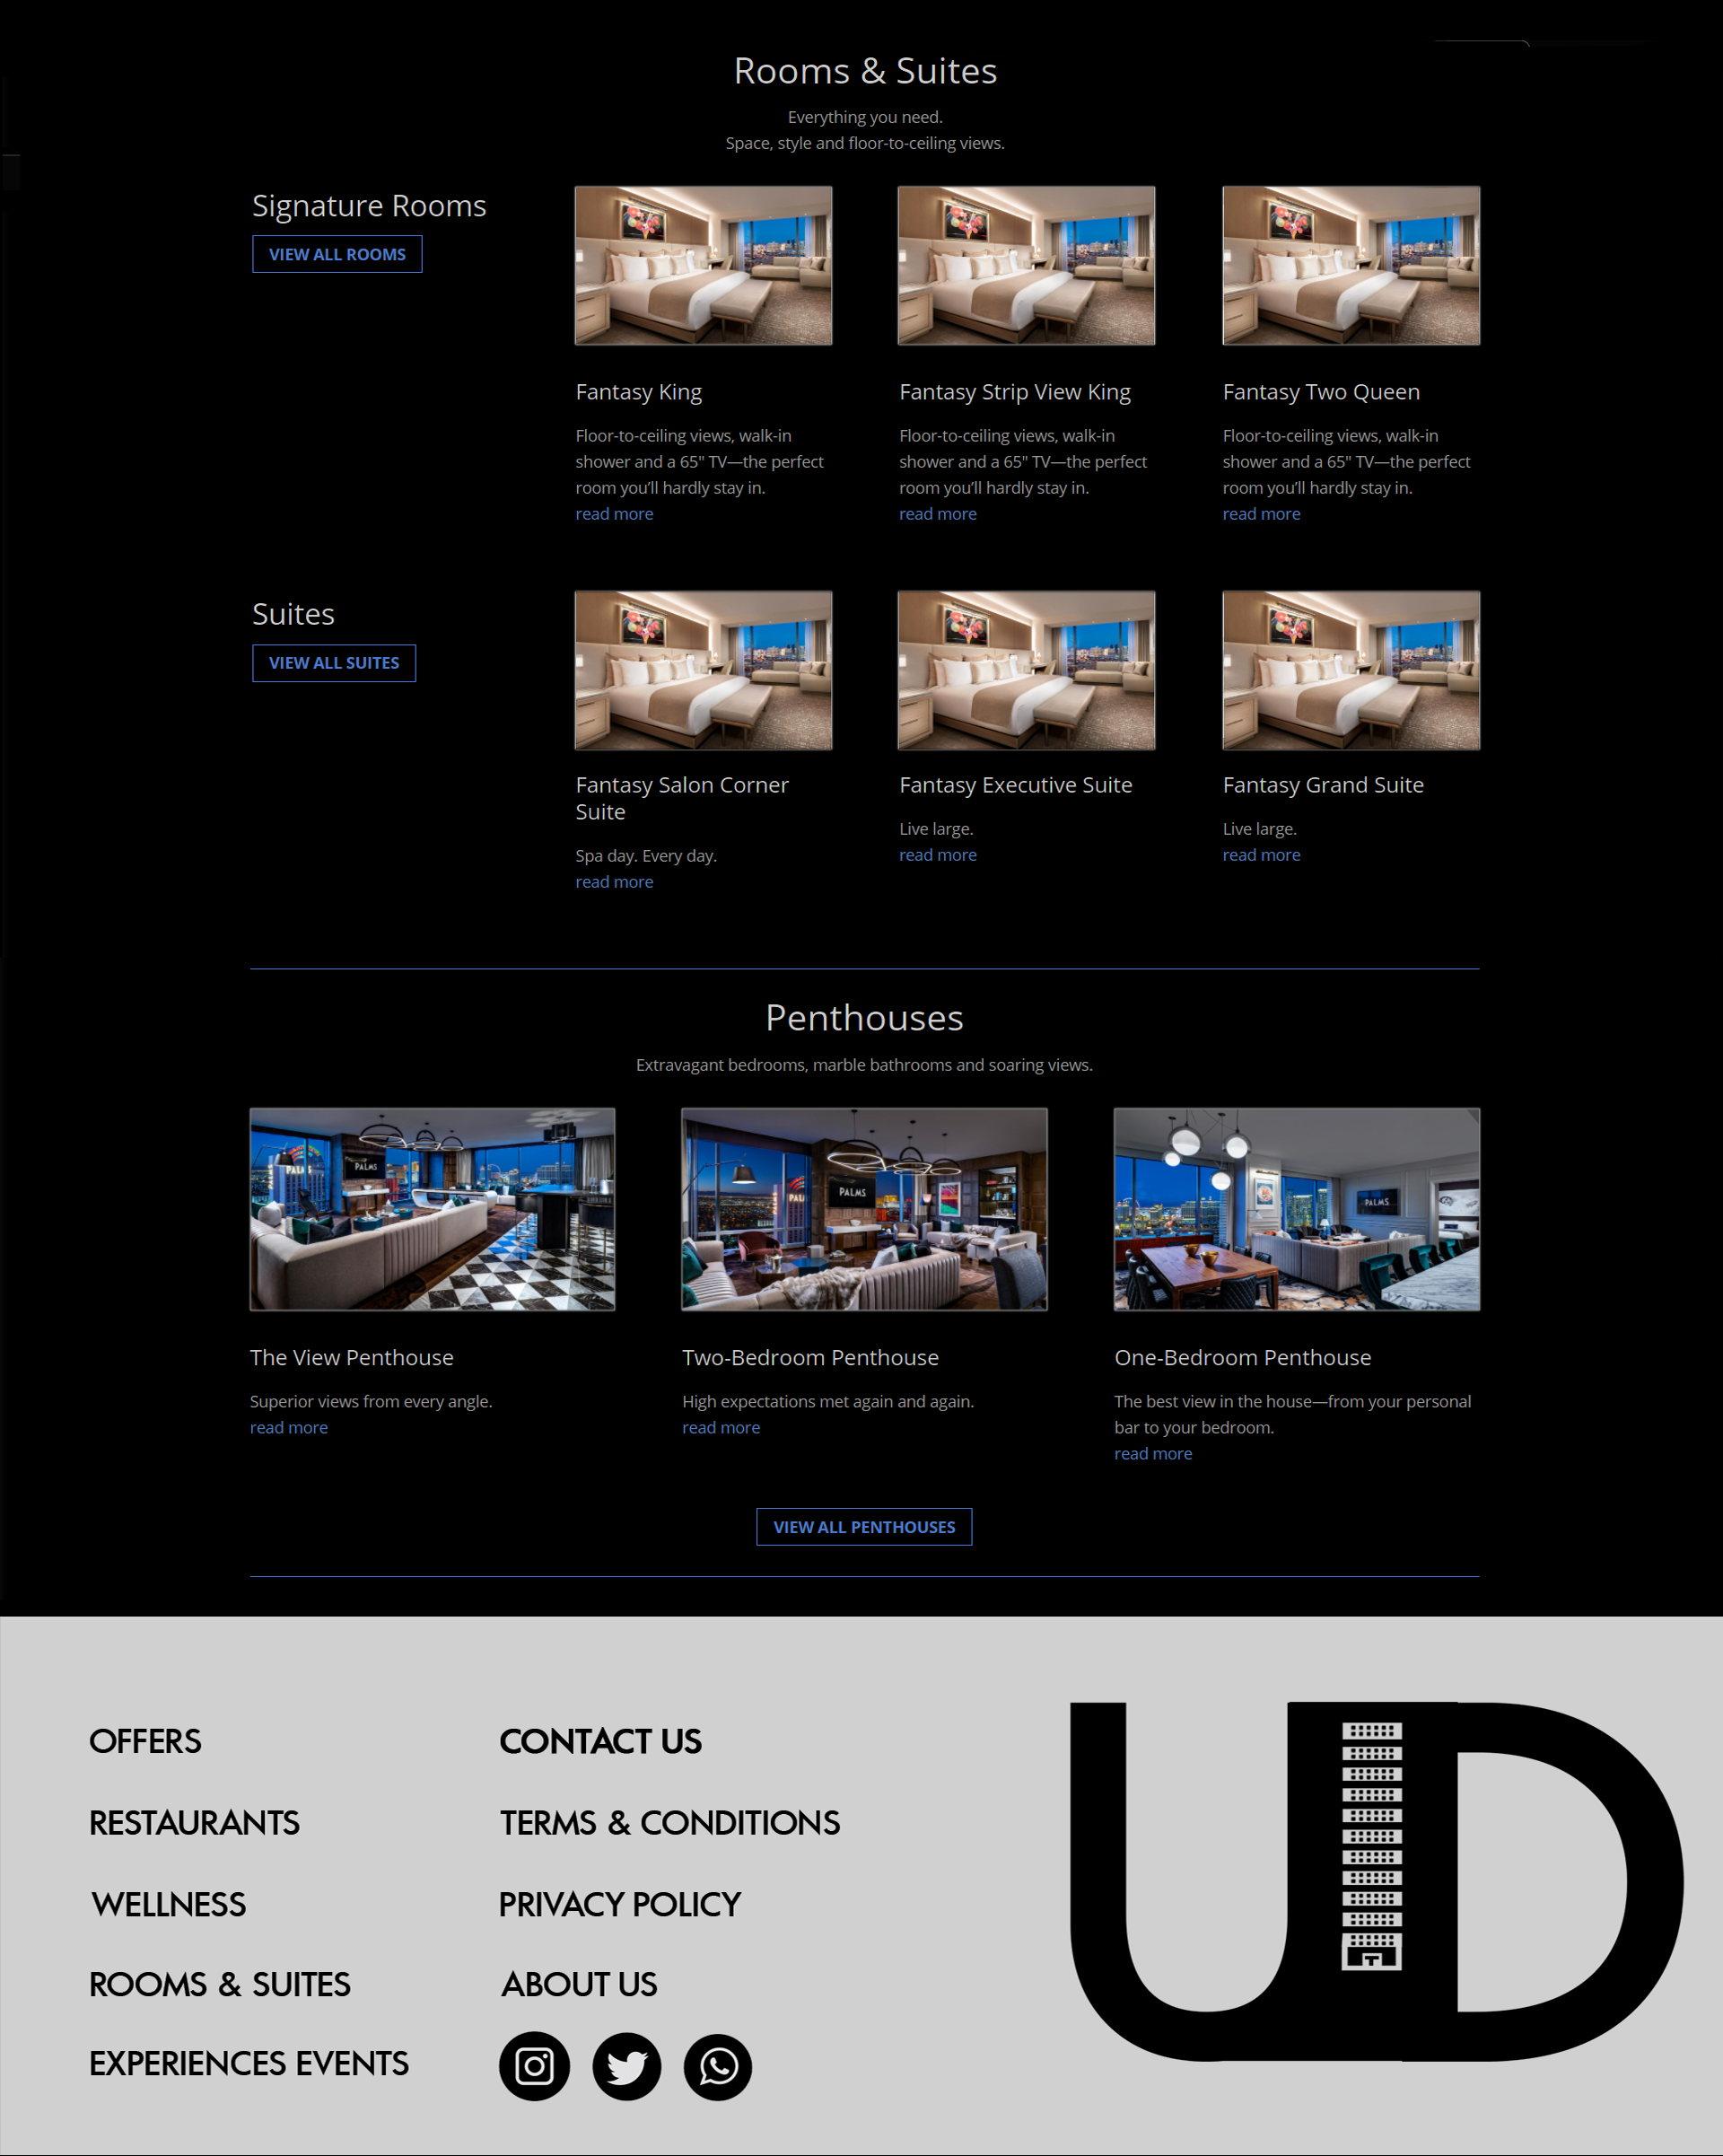 Rooms & Suites
Everything you need.
Space, style and floor-to-ceiling views.
Signature Rooms
VIEW ALL ROOMS
Fantasy King
Floor-to-ceiling views, walk-in
shower and a 65" TV—the perfect
room you’ll hardly stay in.
read more
Fantasy Strip View King
Floor-to-ceiling views, walk-in
shower and a 65" TV—the perfect
room you’ll hardly stay in.
read more
Fantasy Two Queen
Floor-to-ceiling views, walk-in
shower and a 65" TV—the perfect
room you’ll hardly stay in.
read more
Suites
VIEW ALL SUITES
Fantasy Salon Corner
Suite
Spa day. Every day.
read more
Fantasy Executive Suite
Live large.
read more
Fantasy Grand Suite
Live large.
read more
Penthouses
Extravagant bedrooms, marble bathrooms and soaring views.
PALMS
PALMS
PALMS
The View Penthouse
Superior views from every angle.
read more
Two-Bedroom Penthouse
High expectations met again and again.
read more
One-Bedroom Penthouse
The best view in the house—from your personal
bar to your bedroom.
read more
VIEW ALL PENTHOUSES
OFFERS
RESTAURANTS
WELLNESS
ROOMS & SUITES
EXPERIENCES EVENTS
CONTACT US
TERMS & CONDITIONS
PRIVACY POLICY
ABOUT US
UD